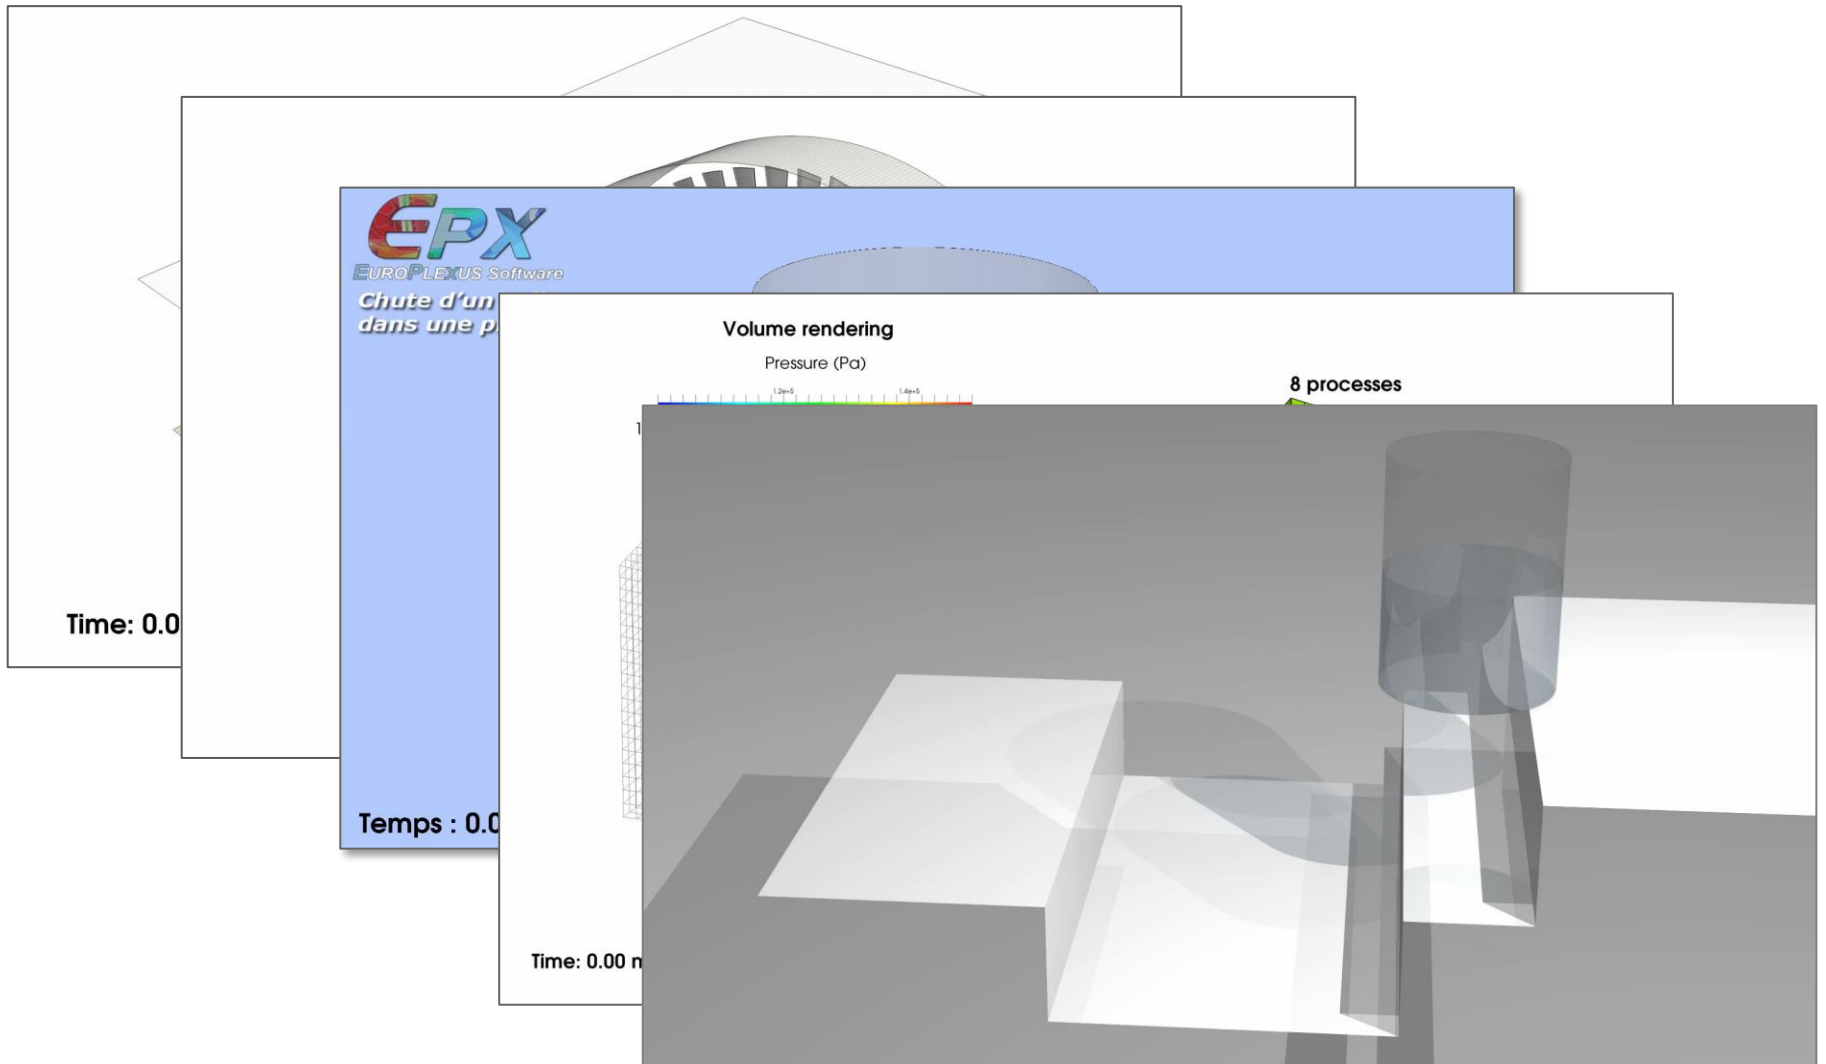 EPX
EUROPLEXUS Software
Chute d'un
dans une p
Volume rendering
Pressure (Pa)
1.2e+5 1.4e+5
8 processes
1
Time: 0.0
Temps : 0.0
Time: 0.00 m